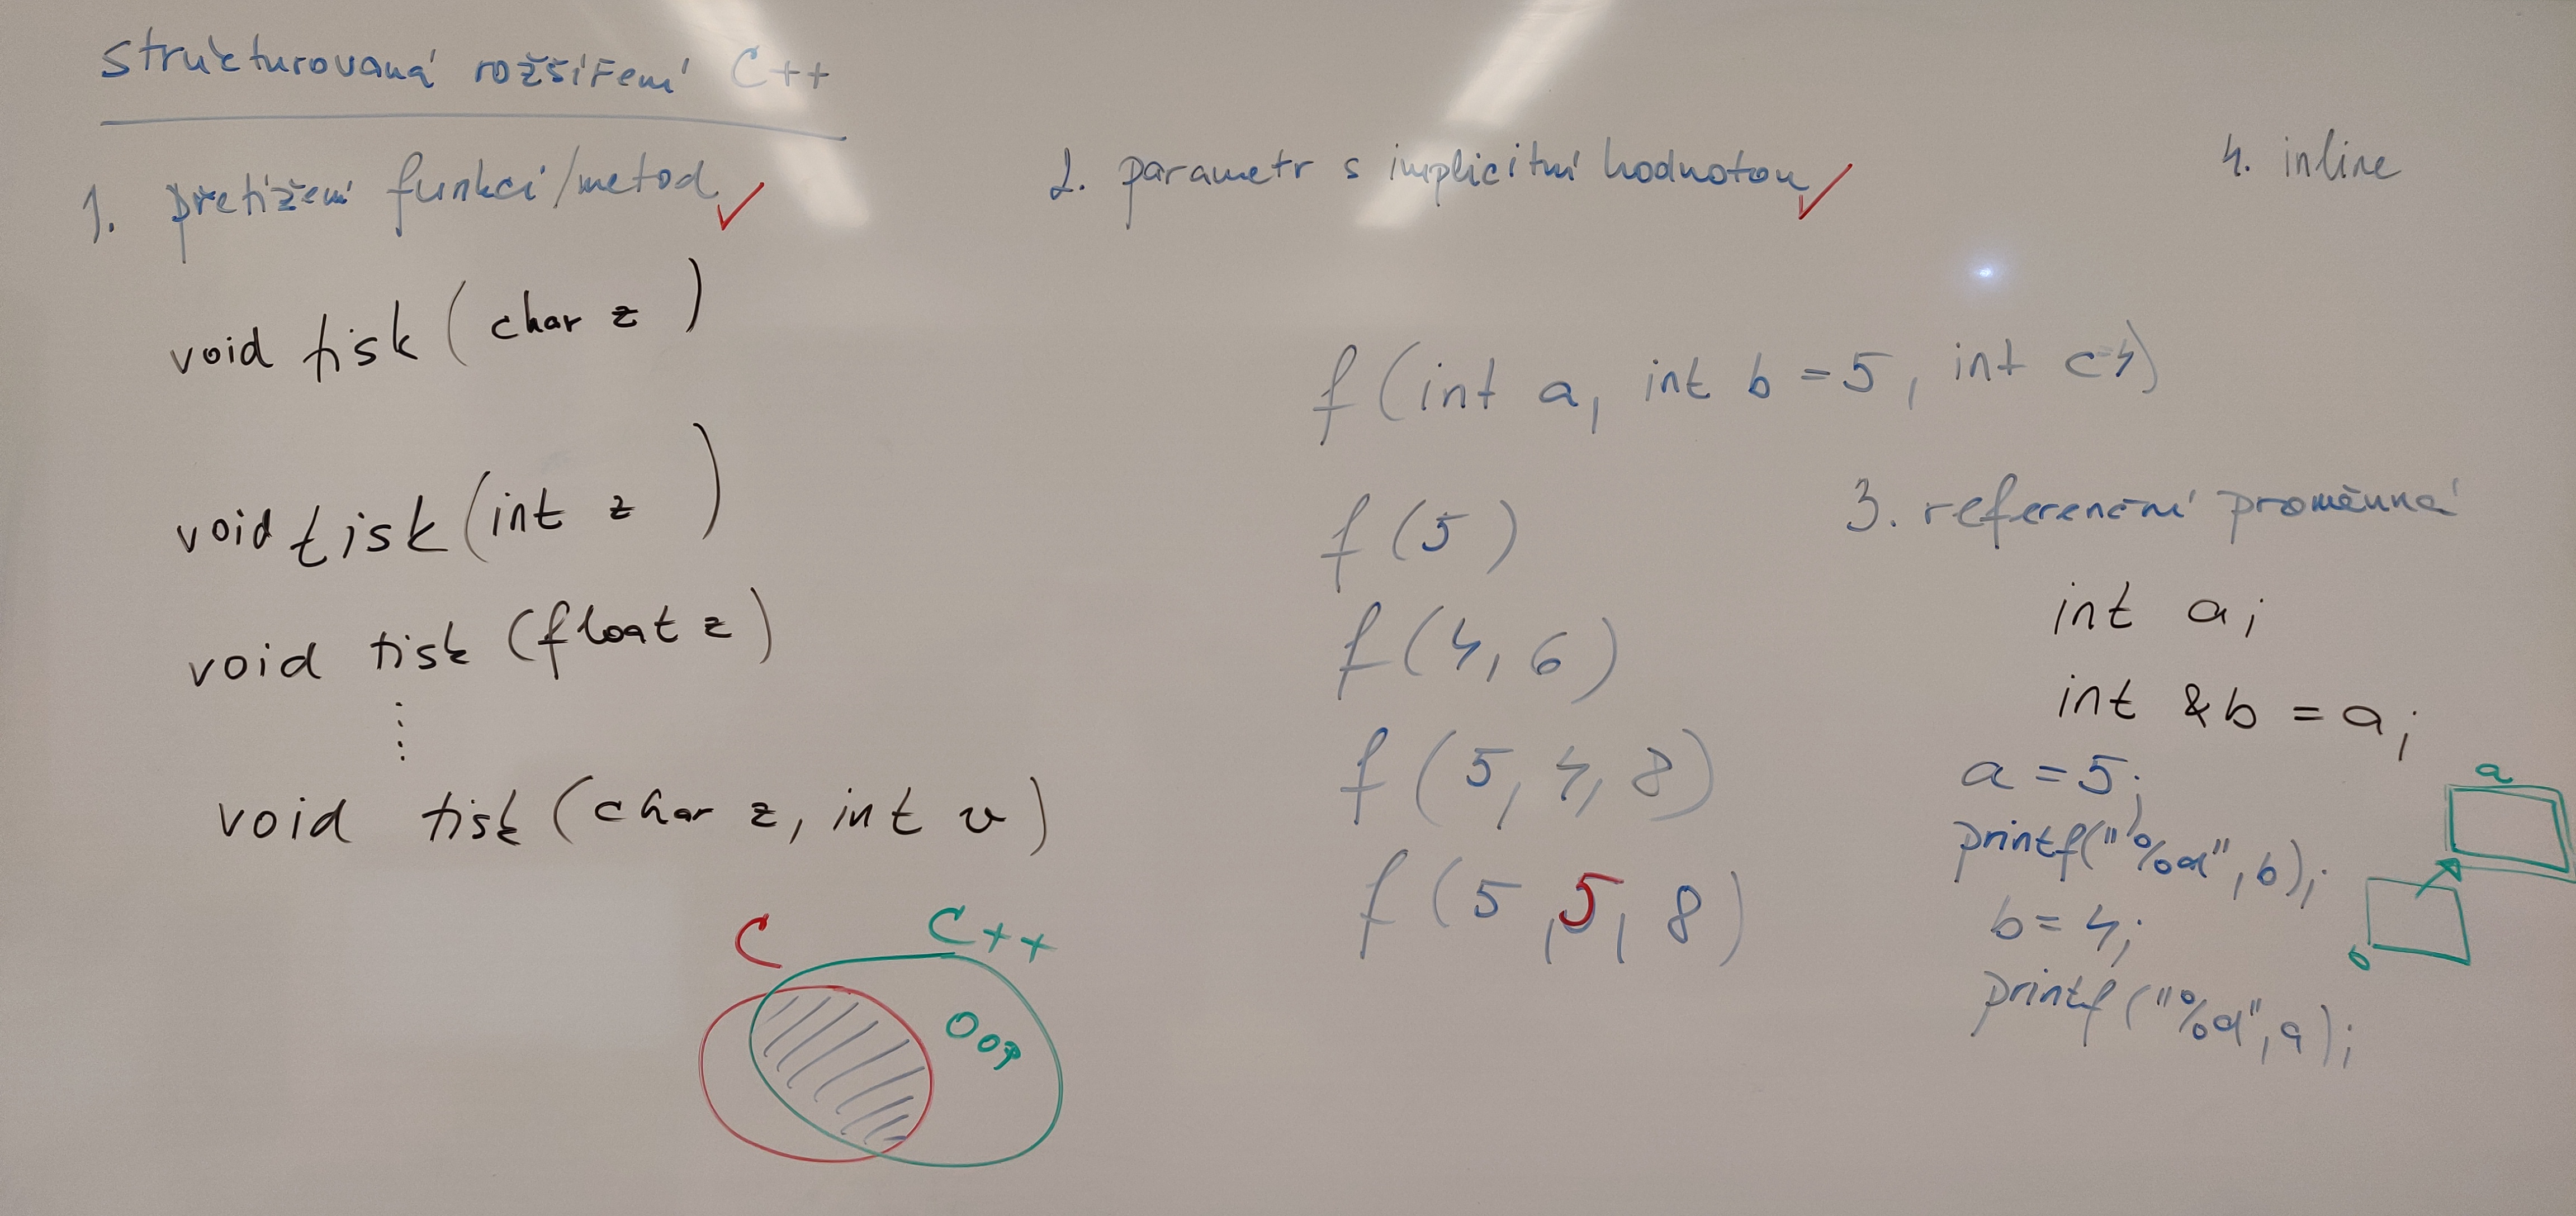 strukturovaná rožšíření C++
1. přetížení funkcí/metod ✓
void tisk (char z )
void tisk (int z )
void tisk (float z)
⋮
void tisk (char z, int v)
C C++
OOP
2. parametr s implicitní hodnotou ✓
f (int a, int b = 5, int c=4)
f (5)
f (4, 6)
f (5, 4, 8)
f (5, 5, 8)
3. referenční proměnná
int a;
int &b = a;
a = 5;
printf("%d", b);
b = 4;
printf("%d", a);
a
b
4. inline